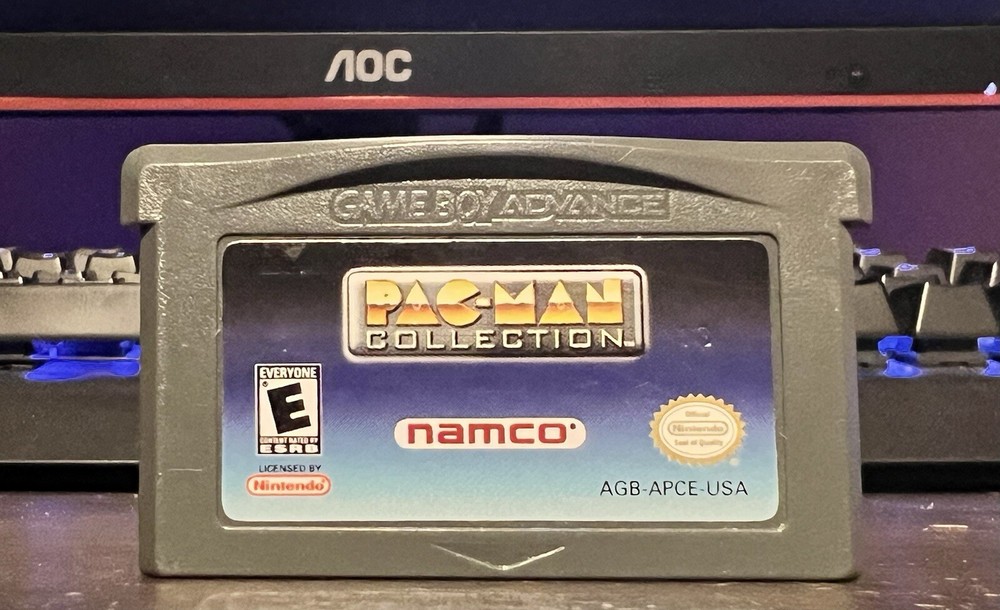 AOC
GAME BOY ADVANCE
PAC-MAN
COLLECTION
EVERYONE
E
CONTENT RATED BY
ESRB
LICENSED BY
Nintendo
namco
Official
Nintendo
Seal of Quality
AGB-APCE-USA